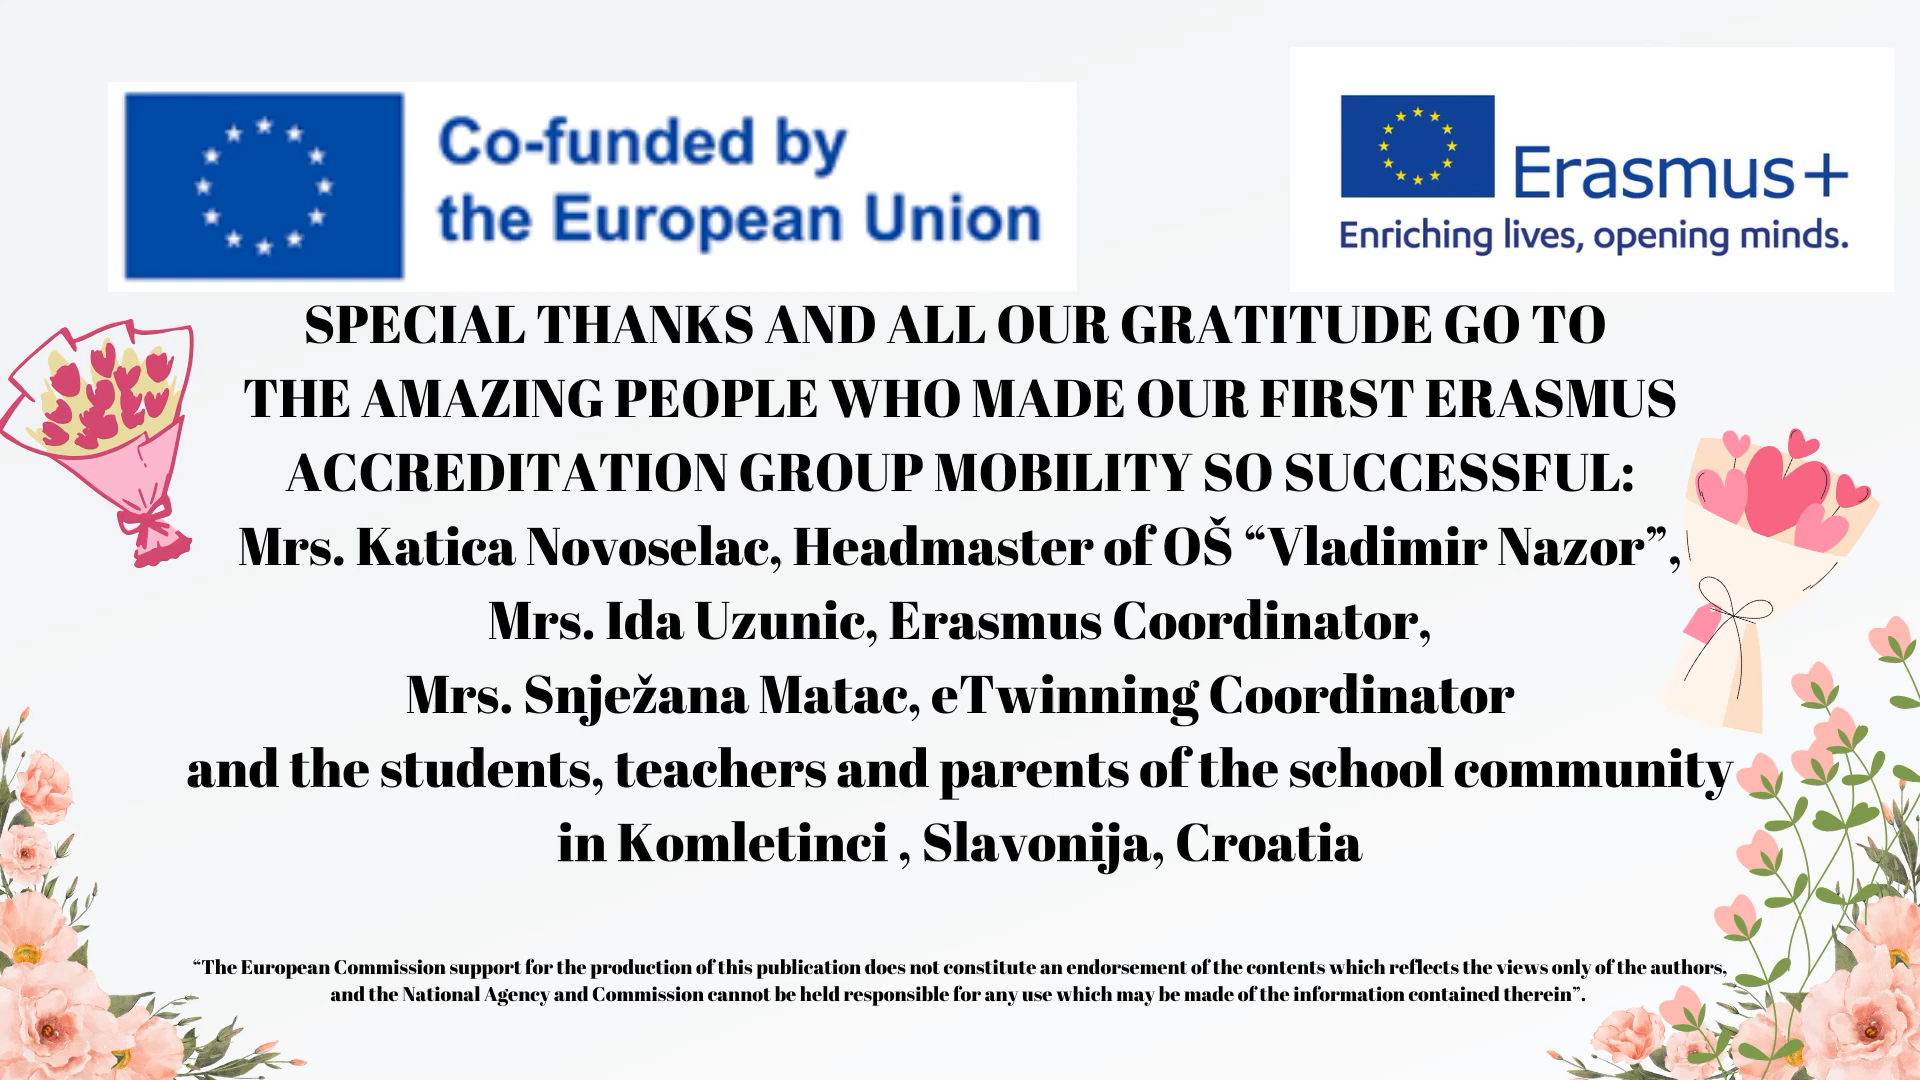 Co-funded by
the European Union
Erasmus+
Enriching lives, opening minds.
SPECIAL THANKS AND ALL OUR GRATITUDE GO TO
THE AMAZING PEOPLE WHO MADE OUR FIRST ERASMUS
ACCREDITATION GROUP MOBILITY SO SUCCESSFUL:
Mrs. Katica Novoselac, Headmaster of OŠ “Vladimir Nazor”,
Mrs. Ida Uzunic, Erasmus Coordinator,
Mrs. Snježana Matac, eTwinning Coordinator
and the students, teachers and parents of the school community
in Komletinci , Slavonija, Croatia
“The European Commission support for the production of this publication does not constitute an endorsement of the contents which reflects the views only of the authors,
and the National Agency and Commission cannot be held responsible for any use which may be made of the information contained therein”.